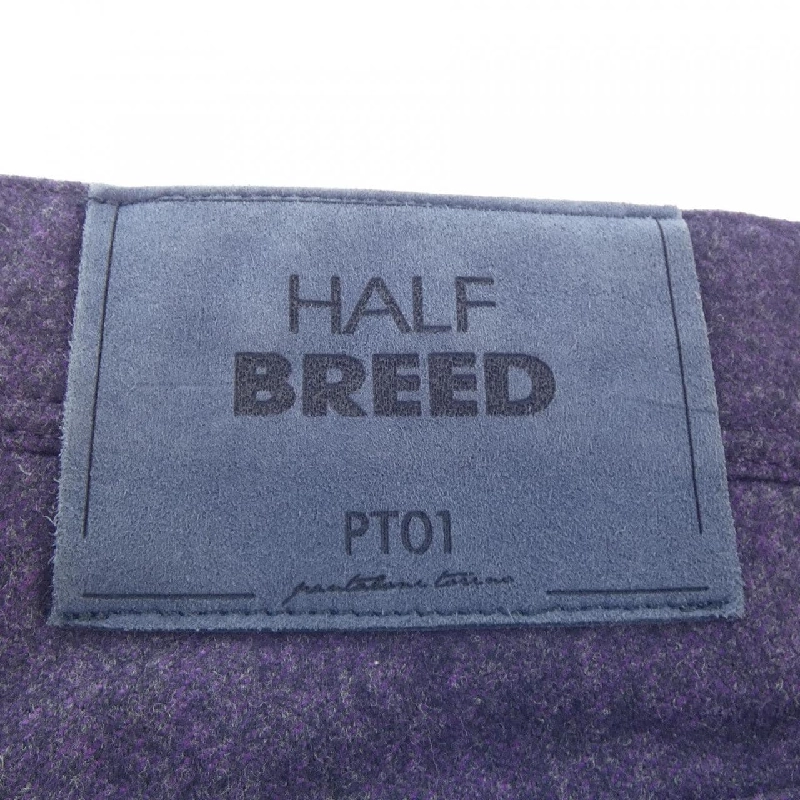 HALF
BREED
PT01
pantaloni torino